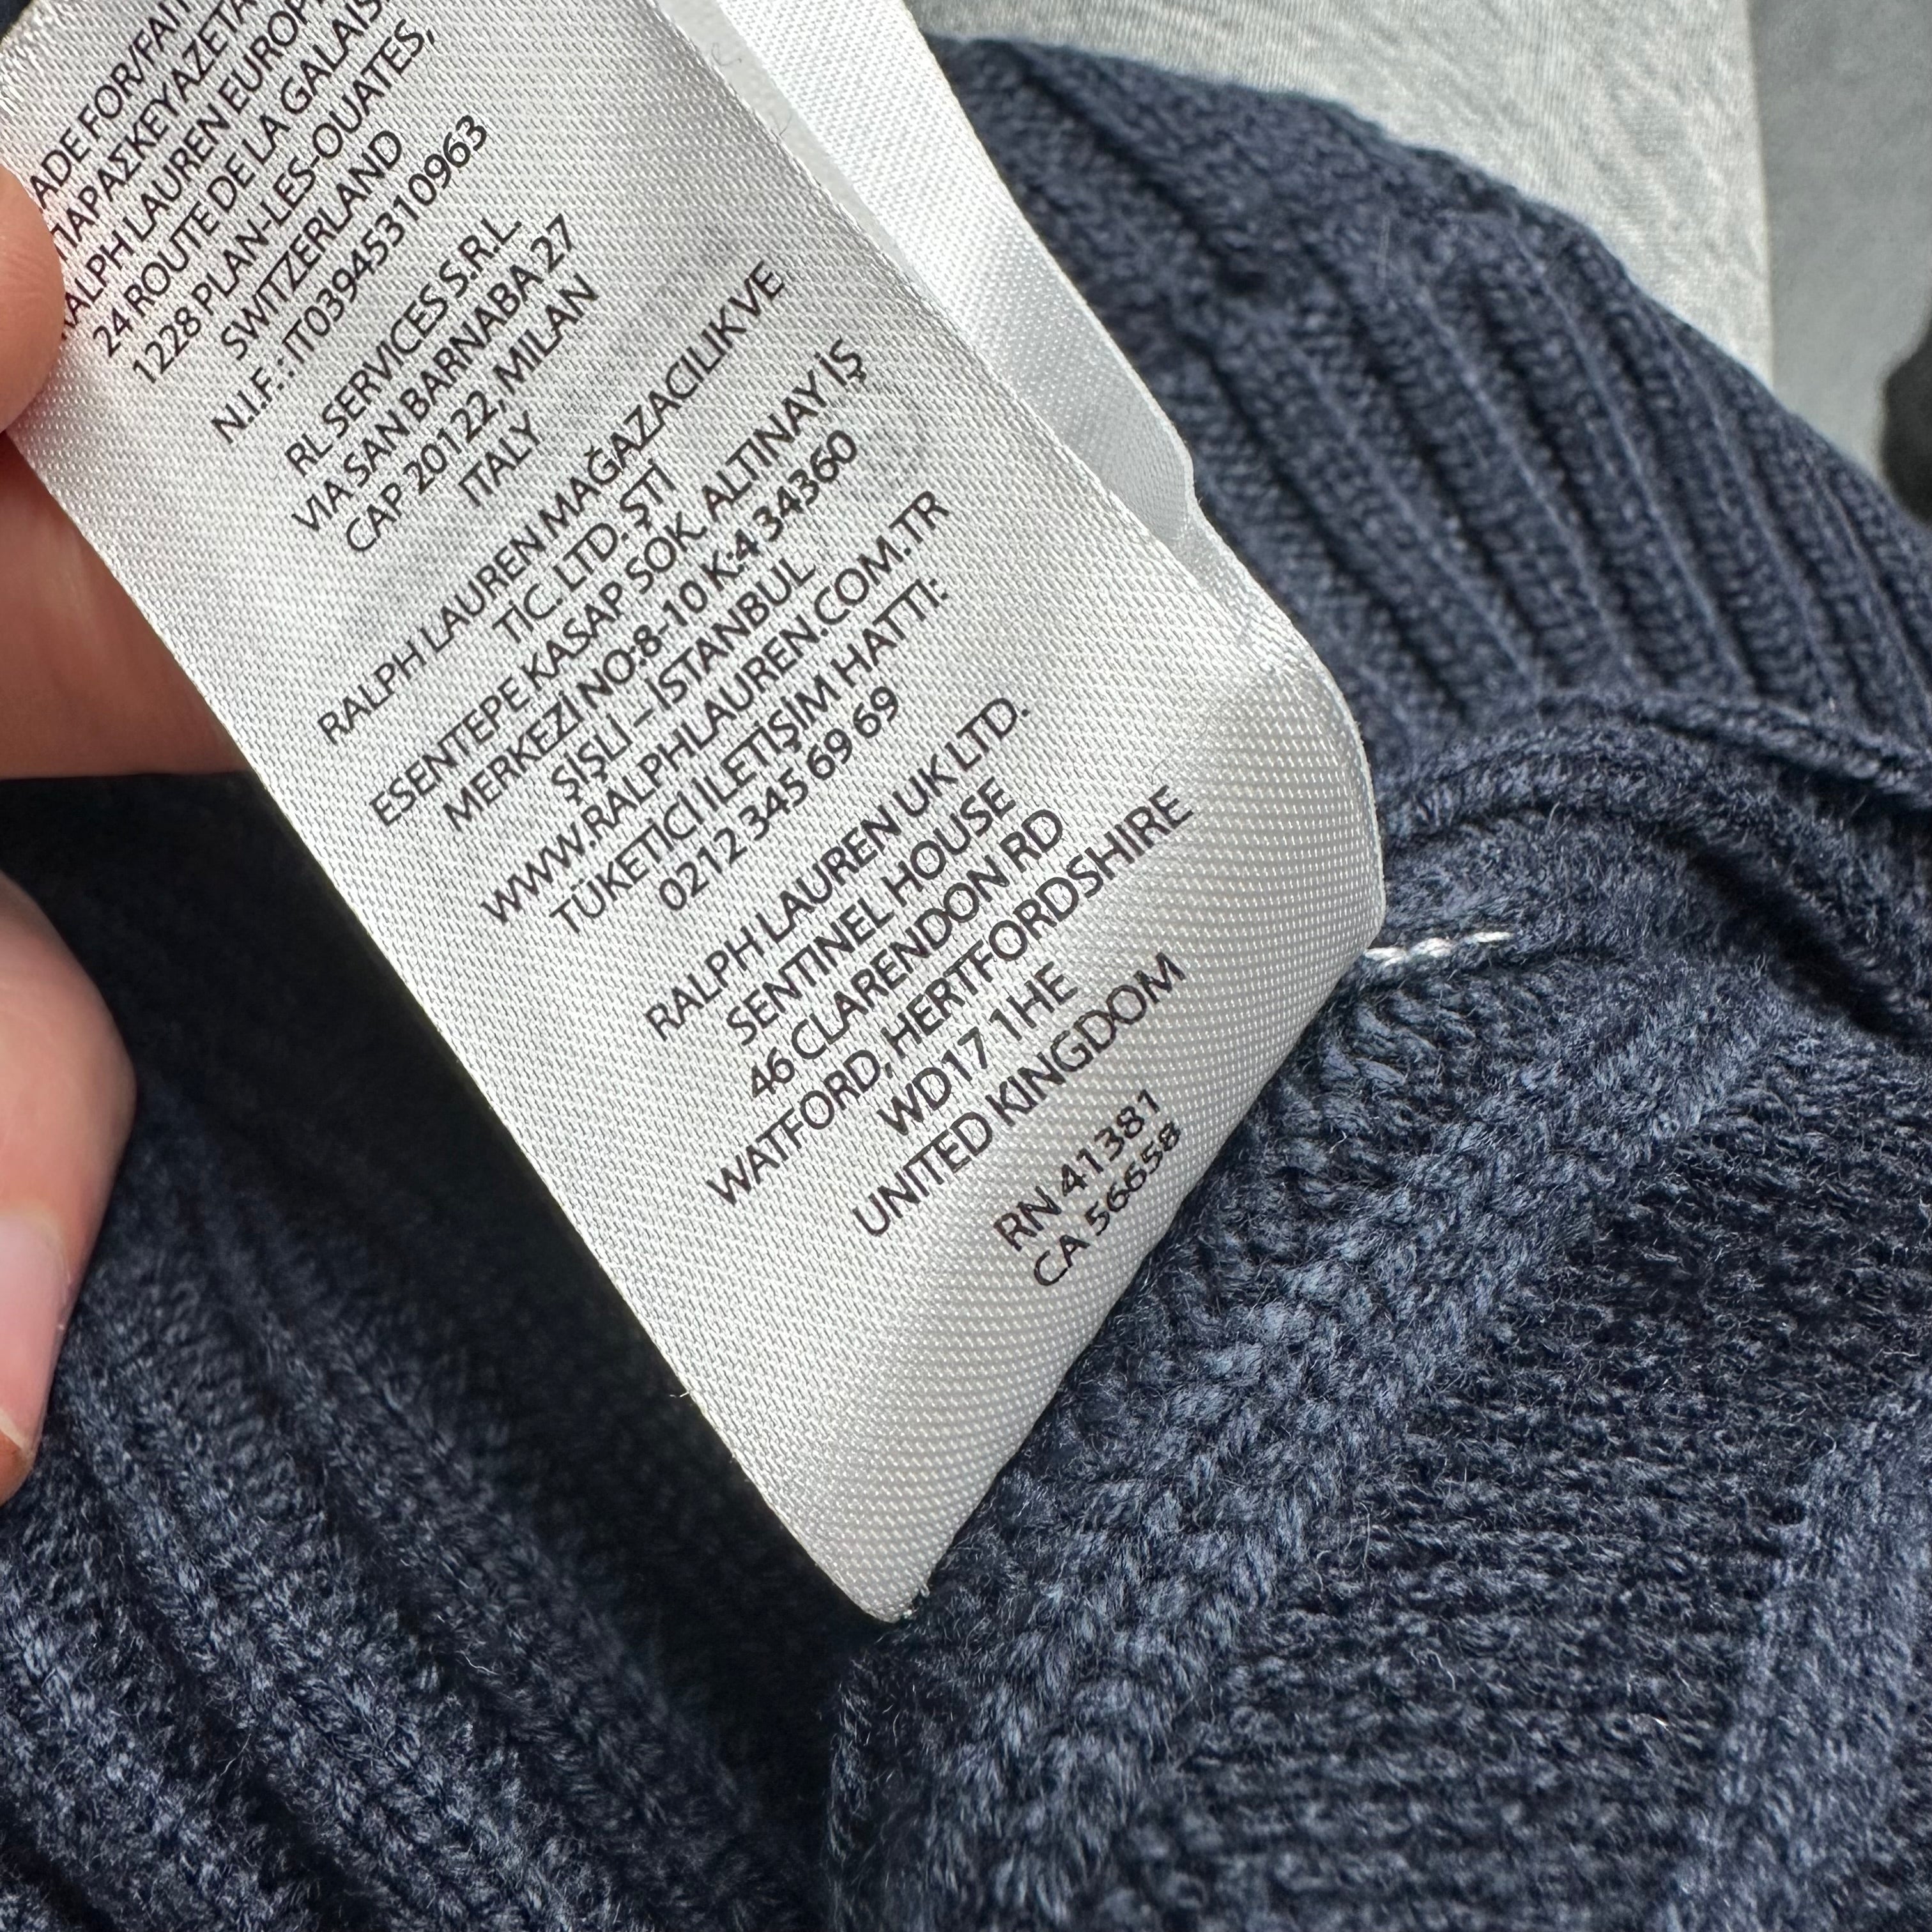 ADE FOR/FAIT
ΠΑΡΑΣΚΕΥΑΖΕΤΑ
RALPH LAUREN EUROP
24 ROUTE DE LA GALAIS
1228 PLAN-LES-OUATES,
SWITZERLAND
N.I.F.: IT03945310963
RL SERVICES S.R.L.
VIA SAN BARNABA 27
CAP 20122, MILAN
ITALY
RALPH LAUREN MAĞAZACILIK VE
TİC. LTD. ŞTİ
ESENTEPE KASAP SOK. ALTINAY İŞ
MERKEZİ NO:8-10 K:4 34360
ŞİŞLİ – İSTANBUL
WWW.RALPHLAUREN.COM.TR
TÜKETİCİ İLETİŞİM HATTI:
0212 345 69 69
RALPH LAUREN UK LTD.
SENTINEL HOUSE
46 CLARENDON RD
WATFORD, HERTFORDSHIRE
WD17 1HE
UNITED KINGDOM
RN 41381
CA 56658